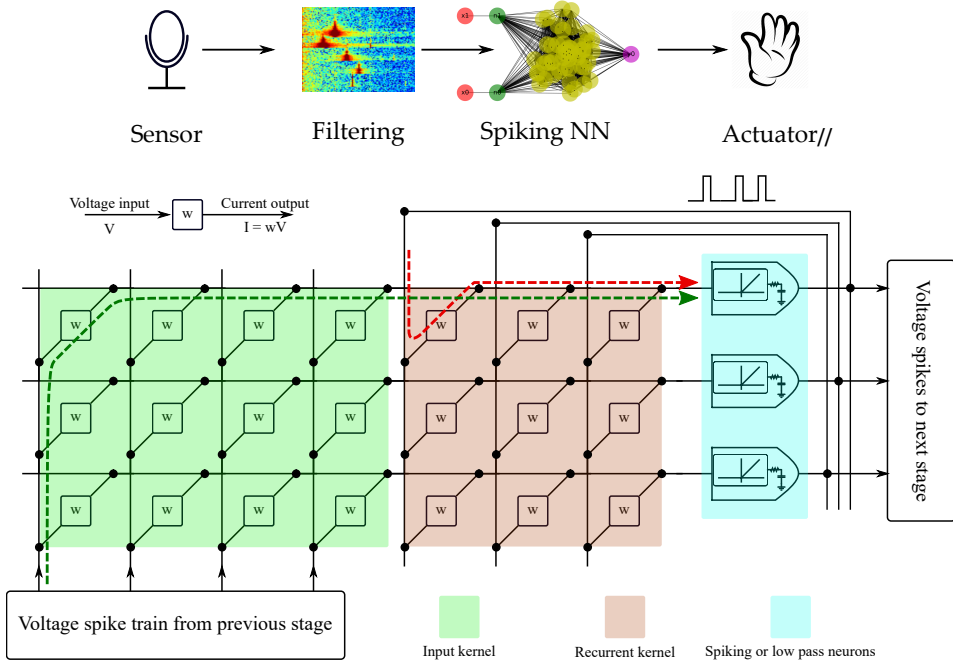 Sensor
Filtering
Spiking NN
Actuator//
Voltage input
V
w
Current output
I = wV
w w w w w w w
w w w w w w w
w w w w w w w
Voltage spikes to next stage
Voltage spike train from previous stage
Input kernel
Recurrent kernel
Spiking or low pass neurons